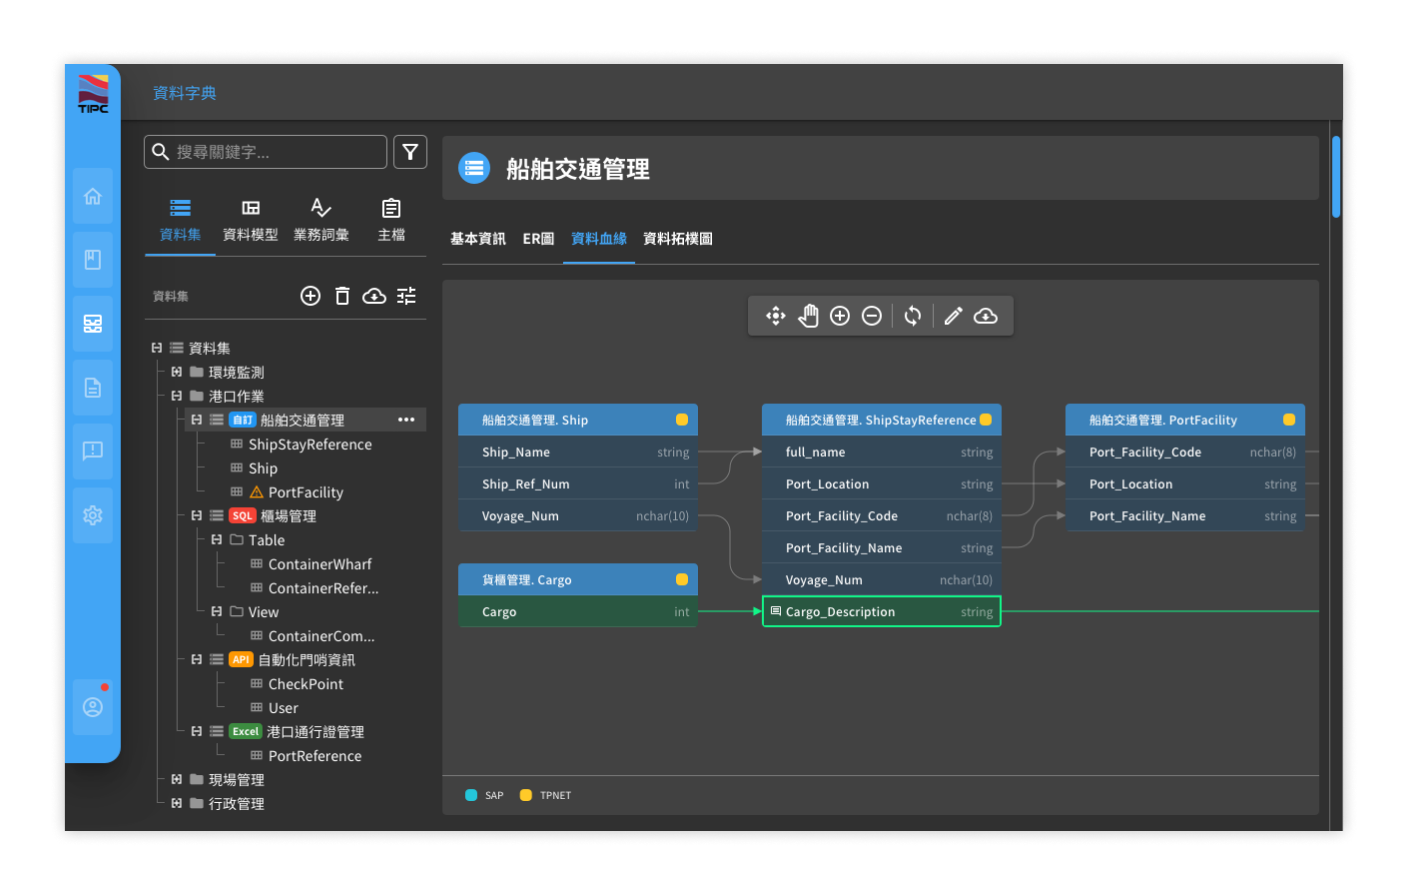 TIPC
資料字典
搜尋關鍵字...
資料集
資料模型
業務詞彙
主檔
資料集
資料集
環境監測
港口作業
自訂 船舶交通管理
ShipStayReference
Ship
PortFacility
SQL 櫃場管理
Table
ContainerWharf
ContainerRefer...
View
ContainerCom...
API 自動化門哨資訊
CheckPoint
User
Excel 港口通行證管理
PortReference
現場管理
行政管理
船舶交通管理
基本資訊 ER圖 資料血緣 資料拓樸圖
船舶交通管理. Ship
Ship_Name string
Ship_Ref_Num int
Voyage_Num nchar(10)
貨櫃管理. Cargo
Cargo int
船舶交通管理. ShipStayReference
full_name string
Port_Location string
Port_Facility_Code nchar(8)
Port_Facility_Name string
Voyage_Num nchar(10)
Cargo_Description string
船舶交通管理. PortFacility
Port_Facility_Code nchar(8)
Port_Location string
Port_Facility_Name string
SAP TPNET